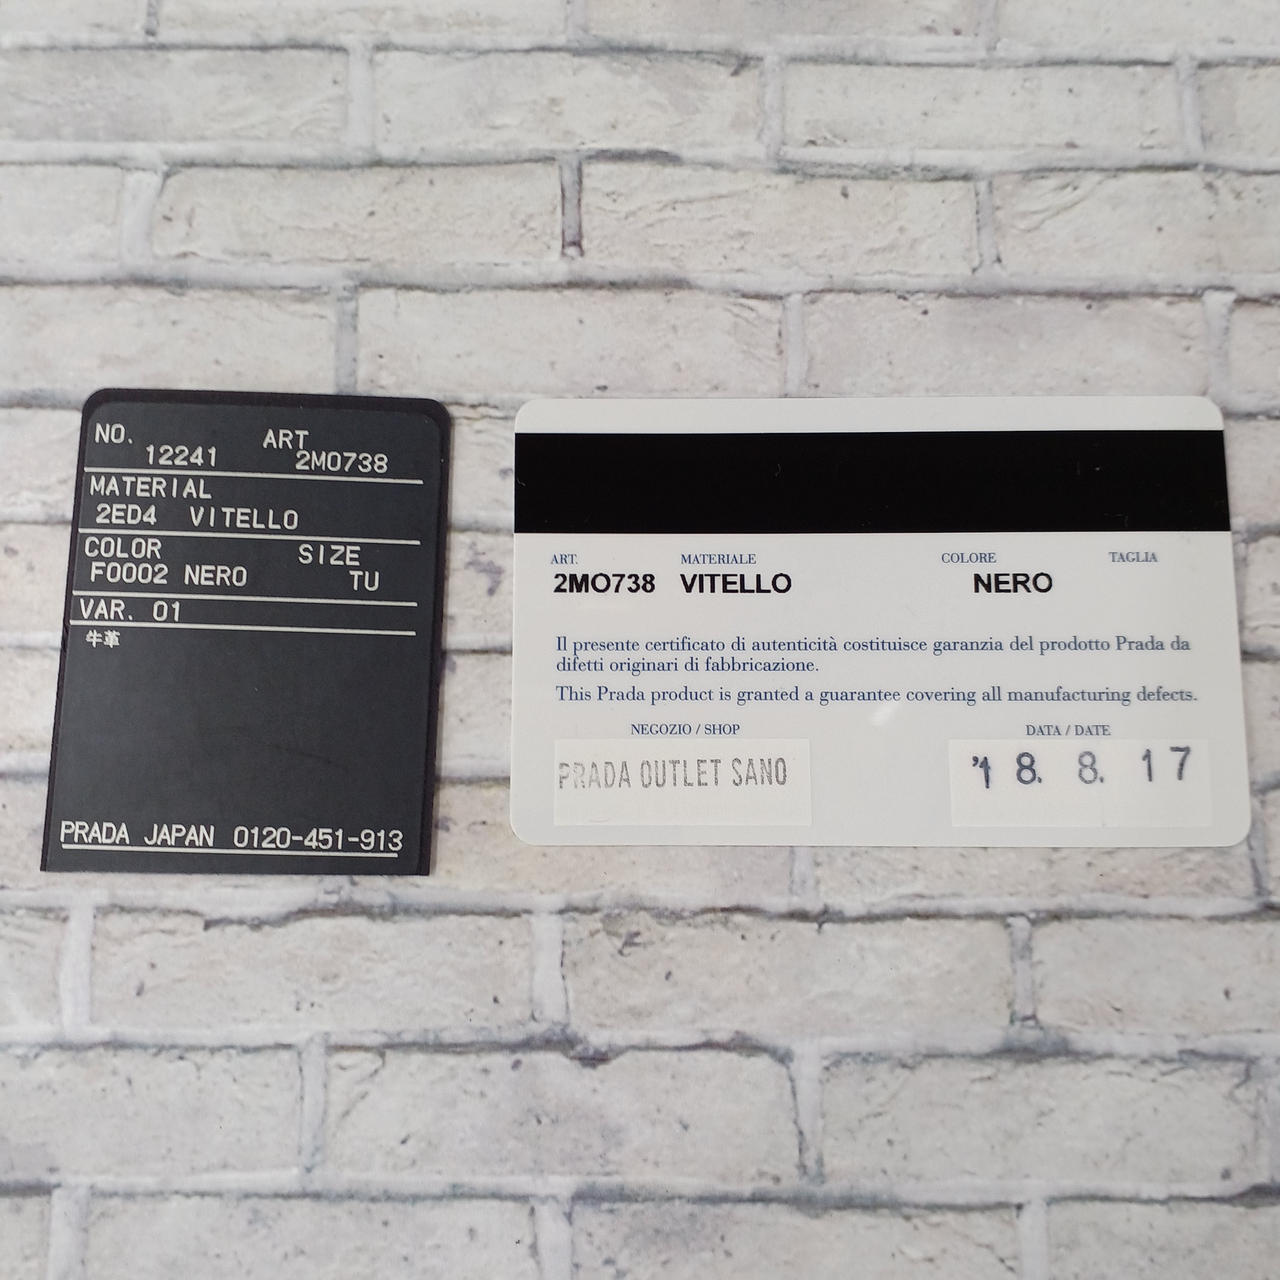 NO. ART
12241 2MO738
MATERIAL
2ED4 VITELLO
COLOR SIZE
F0002 NERO TU
VAR. 01
牛革
PRADA JAPAN 0120-451-913
ART. MATERIALE COLORE TAGLIA
2MO738 VITELLO NERO
Il presente certificato di autenticità costituisce garanzia del prodotto Prada da
difetti originari di fabbricazione.
This Prada product is granted a guarantee covering all manufacturing defects.
NEGOZIO / SHOP DATA / DATE
PRADA OUTLET SANO '18. 8. 17